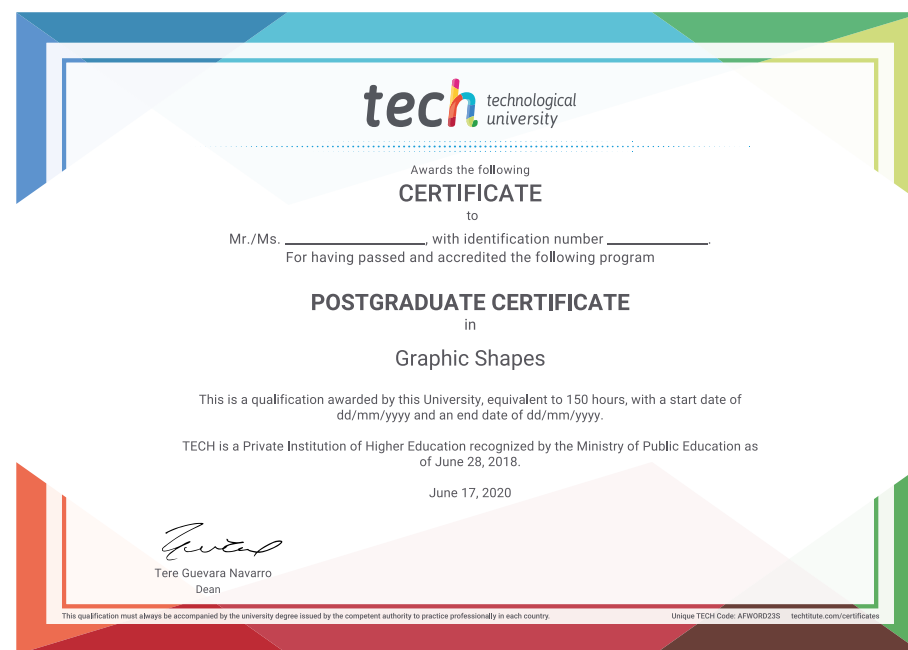 tech technological
university
Awards the following
CERTIFICATE
to
Mr./Ms. ____________________, with identification number ______________.
For having passed and accredited the following program
POSTGRADUATE CERTIFICATE
in
Graphic Shapes
This is a qualification awarded by this University, equivalent to 150 hours, with a start date of
dd/mm/yyyy and an end date of dd/mm/yyyy.
TECH is a Private Institution of Higher Education recognized by the Ministry of Public Education as
of June 28, 2018.
June 17, 2020
Tere Guevara Navarro
Dean
This qualification must always be accompanied by the university degree issued by the competent authority to practice professionally in each country.
Unique TECH Code: AFWORD23S techtitute.com/certificates